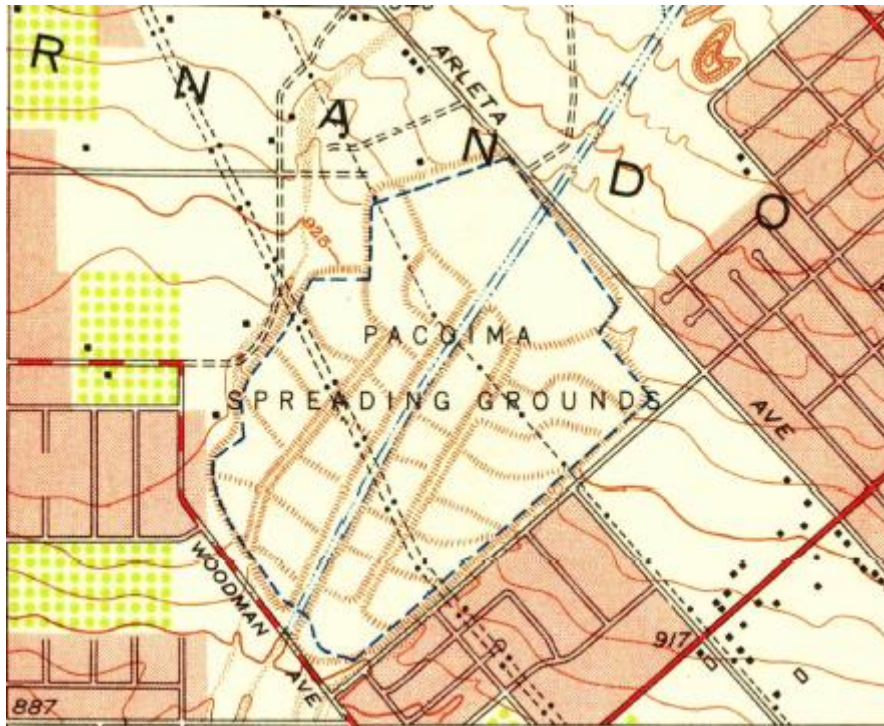 R N A N D O
ARLETA
925
PACOIMA
SPREADING GROUNDS
AVE
WOODMAN
AVE
917
887